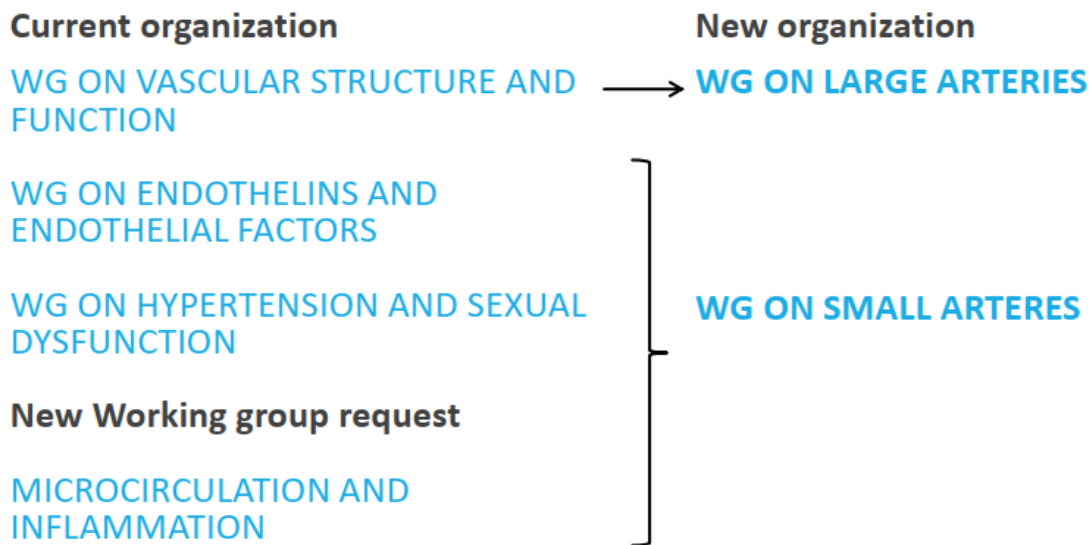 Current organization
New organization
WG ON VASCULAR STRUCTURE AND
FUNCTION
WG ON LARGE ARTERIES
WG ON ENDOTHELINS AND
ENDOTHELIAL FACTORS
WG ON HYPERTENSION AND SEXUAL
DYSFUNCTION
WG ON SMALL ARTERES
New Working group request
MICROCIRCULATION AND
INFLAMMATION